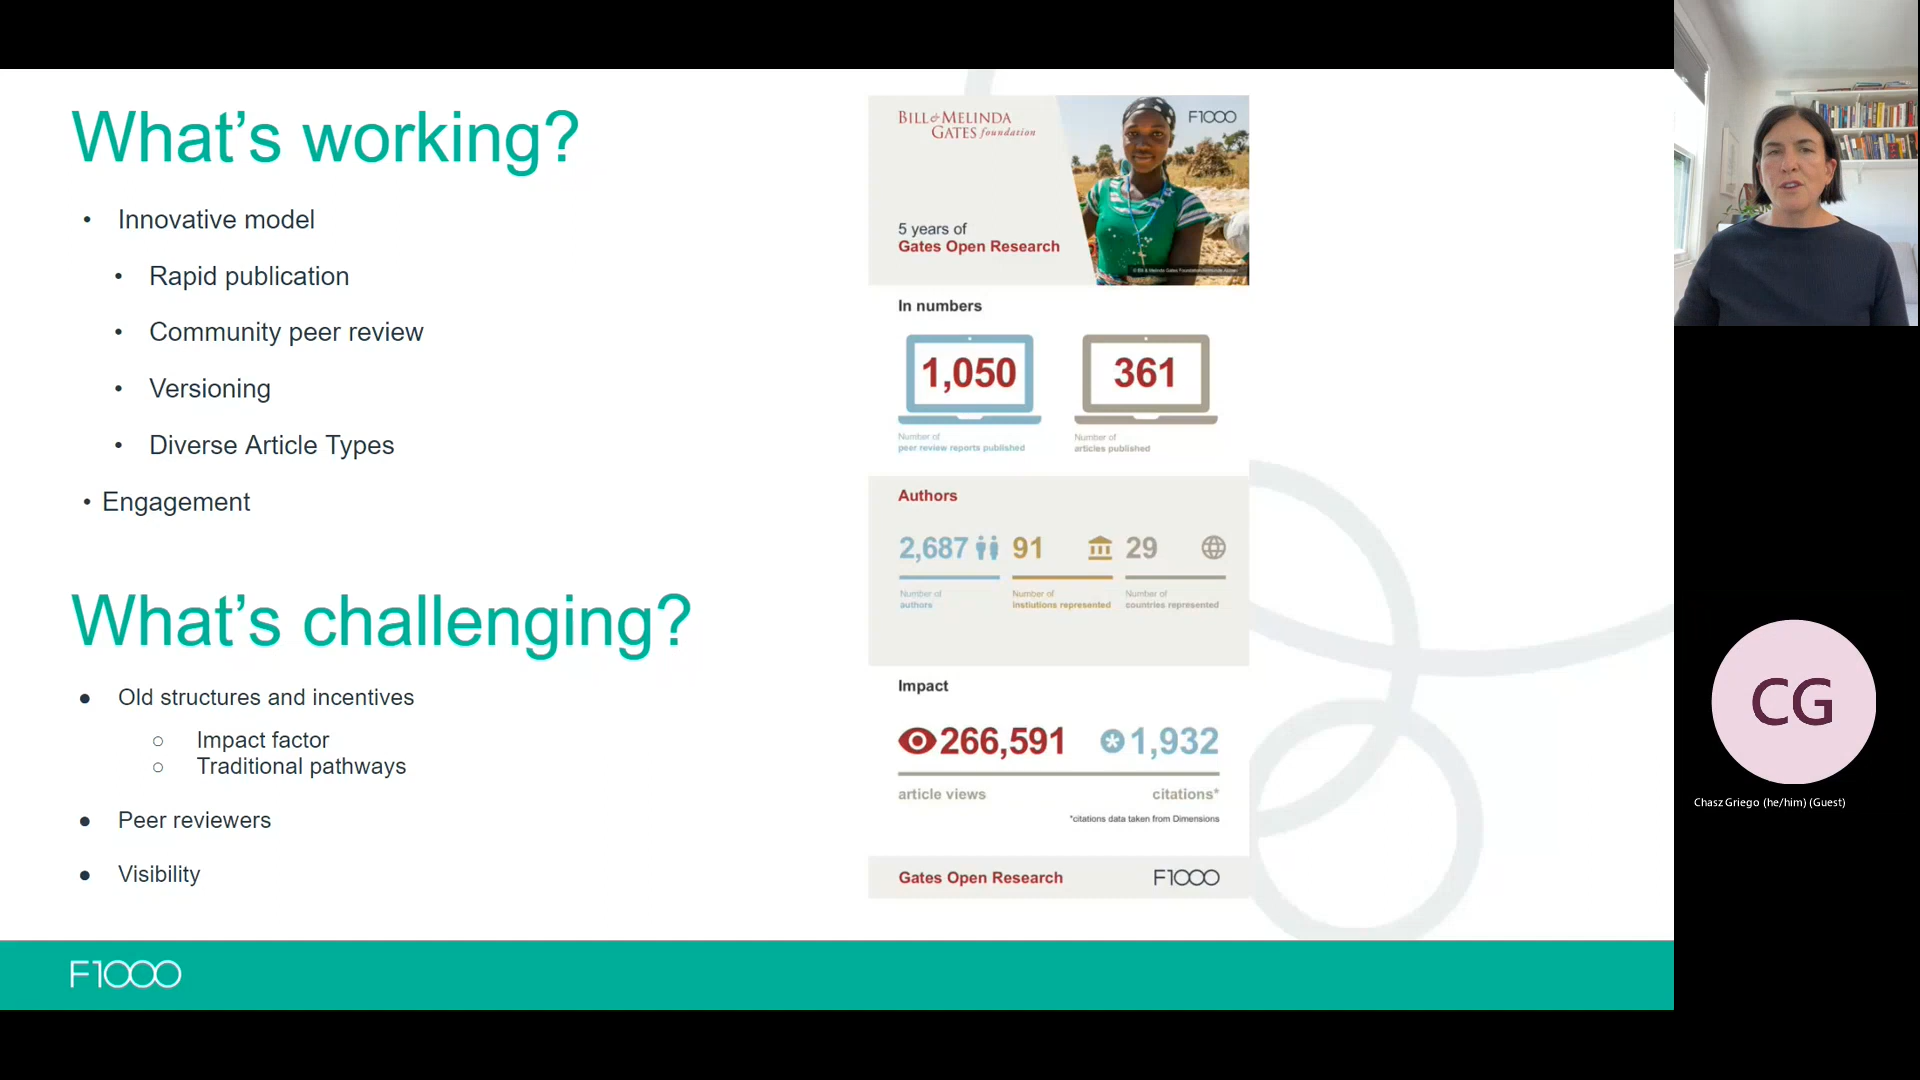 What's working?
• Innovative model
• Rapid publication
• Community peer review
• Versioning
• Diverse Article Types
• Engagement
What's challenging?
● Old structures and incentives
○ Impact factor
○ Traditional pathways
● Peer reviewers
● Visibility
F1000
BILL & MELINDA
GATES foundation
F1000
5 years of
Gates Open Research
In numbers
1,050
Number of
peer review reports published
361
Number of
articles published
Authors
2,687
Number of
authors
91
Number of
institutions represented
29
Number of
countries represented
Impact
266,591
article views
1,932
citations*
*citations data taken from Dimensions
Gates Open Research
F1000
CG
Chasz Griego (he/him) (Guest)